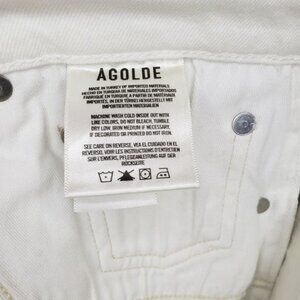 AGOLDE
MADE IN TURKEY OF IMPORTED MATERIALS
HECHO EN TURQUIA DE MATERIALES IMPORTADOS
FABRIQUE EN TURQUIE A PARTIR DE MATERIAUX
IMPORTES, IN DER TÜRKEI HERGESTELLT MIT
IMPORTIERTEN MATERIALIEN
MACHINE WASH COLD INSIDE OUT WITH
LIKE COLORS, DO NOT BLEACH, TUMBLE
DRY LOW, IRON MEDIUM IF NECESSARY.
IF DECORATED OR PRINTED DO NOT IRON.
SEE CARE ON REVERSE, VEA EL CUIDADO EN EL
REVERSO, VOIR LES INSTRUCTIONS D'ENTRETIEN
SUR L'ENVERS, PFLEGEANLEITUNG AUF DER
RÜCKSEITE